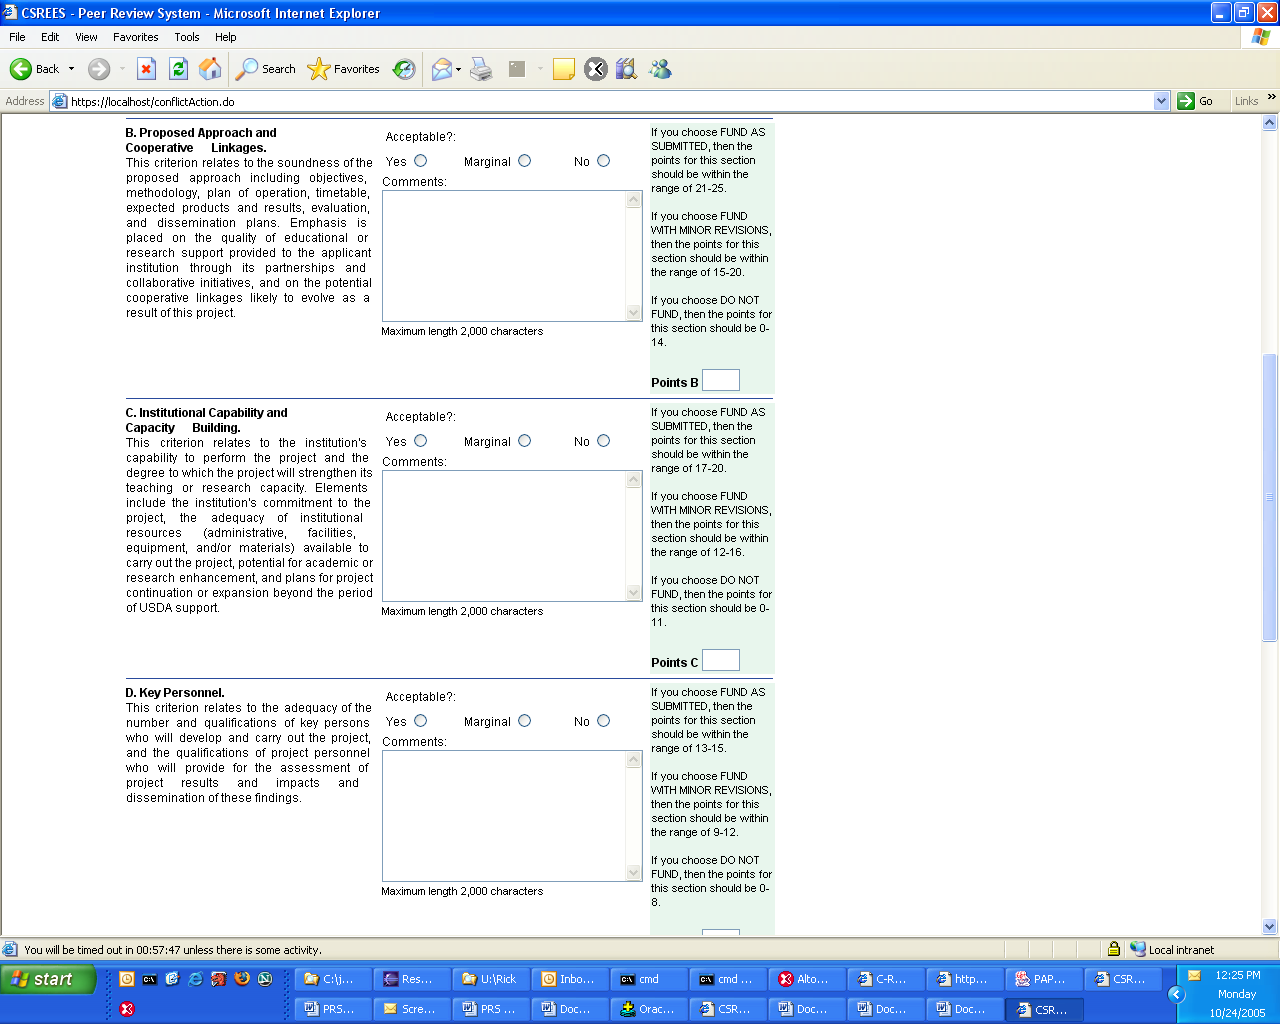 CSREES - Peer Review System - Microsoft Internet Explorer
File Edit View Favorites Tools Help
Back Search Favorites
Address https://localhost/conflictAction.do Go Links »
B. Proposed Approach and
Cooperative Linkages.
This criterion relates to the soundness of the
proposed approach including objectives,
methodology, plan of operation, timetable,
expected products and results, evaluation,
and dissemination plans. Emphasis is
placed on the quality of educational or
research support provided to the applicant
institution through its partnerships and
collaborative initiatives, and on the potential
cooperative linkages likely to evolve as a
result of this project.
Acceptable?:
Yes Marginal No
Comments:
Maximum length 2,000 characters
If you choose FUND AS
SUBMITTED, then the
points for this section
should be within the
range of 21-25.
If you choose FUND
WITH MINOR REVISIONS,
then the points for this
section should be within
the range of 15-20.
If you choose DO NOT
FUND, then the points for
this section should be 0-
14.
Points B
C. Institutional Capability and
Capacity Building.
This criterion relates to the institution's
capability to perform the project and the
degree to which the project will strengthen its
teaching or research capacity. Elements
include the institution's commitment to the
project, the adequacy of institutional
resources (administrative, facilities,
equipment, and/or materials) available to
carry out the project, potential for academic or
research enhancement, and plans for project
continuation or expansion beyond the period
of USDA support.
Acceptable?:
Yes Marginal No
Comments:
Maximum length 2,000 characters
If you choose FUND AS
SUBMITTED, then the
points for this section
should be within the
range of 17-20.
If you choose FUND
WITH MINOR REVISIONS,
then the points for this
section should be within
the range of 12-16.
If you choose DO NOT
FUND, then the points for
this section should be 0-
11.
Points C
D. Key Personnel.
This criterion relates to the adequacy of the
number and qualifications of key persons
who will develop and carry out the project,
and the qualifications of project personnel
who will provide for the assessment of
project results and impacts and
dissemination of these findings.
Acceptable?:
Yes Marginal No
Comments:
Maximum length 2,000 characters
If you choose FUND AS
SUBMITTED, then the
points for this section
should be within the
range of 13-15.
If you choose FUND
WITH MINOR REVISIONS,
then the points for this
section should be within
the range of 9-12.
If you choose DO NOT
FUND, then the points for
this section should be 0-
8.
You will be timed out in 00:57:47 unless there is some activity. Local intranet
start C:\j... Res... U:\Rick Inbo... cmd cmd ... Alto... C-R... http... PAP... CSR... 12:25 PM
Monday
PRS... Scre... PRS ... Doc... Orac... CSR... Doc... Doc... Doc... CSR... 10/24/2005